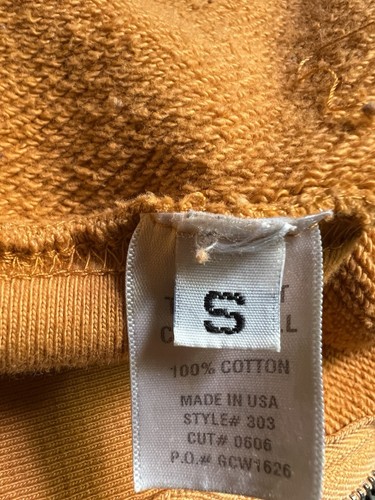 S
100% COTTON
MADE IN USA
STYLE# 303
CUT# 0606
P.O.# GCW1626